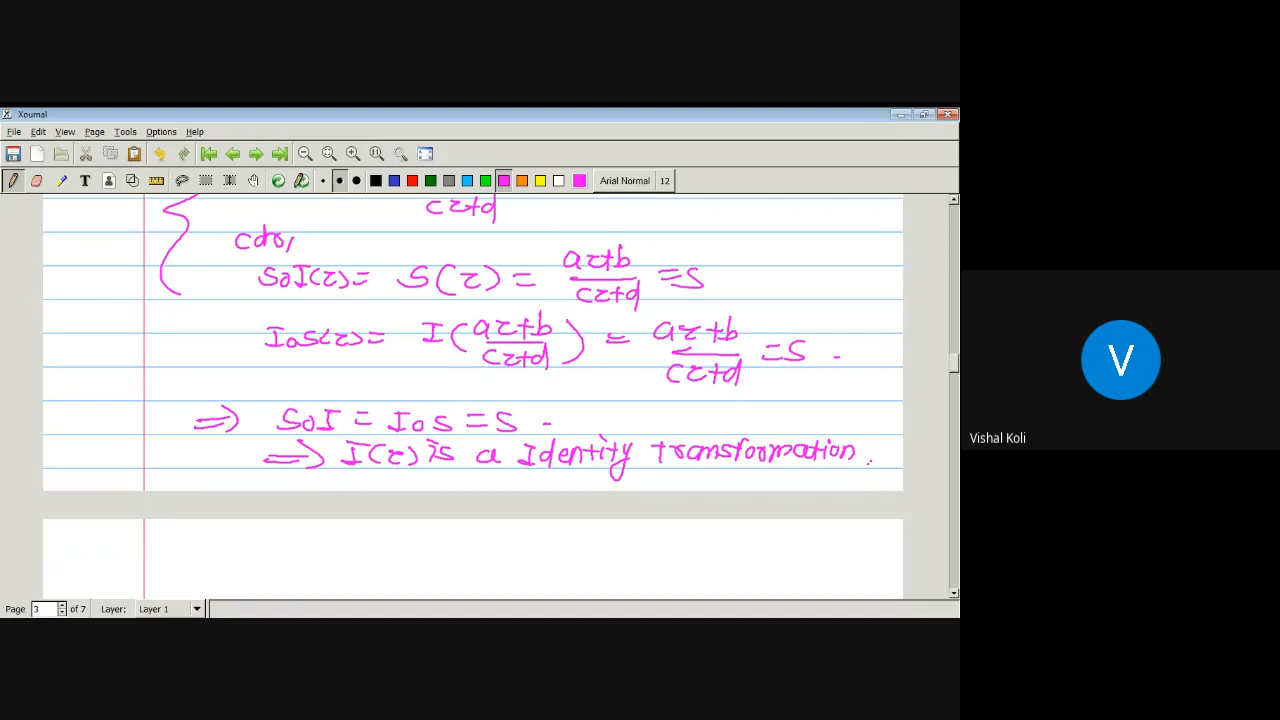 Xournal
File Edit View Page Tools Options Help
Arial Normal 12
cz+d
SoI(z)= S(z) = az+b/cz+d =S
IoS(z)= I(az+b/cz+d) = az+b/cz+d =S .
⇒ SoI = IoS = S .
⇒ I(z) is a Identity transformation .
Page 3 of 7 Layer: Layer 1
V
Vishal Koli